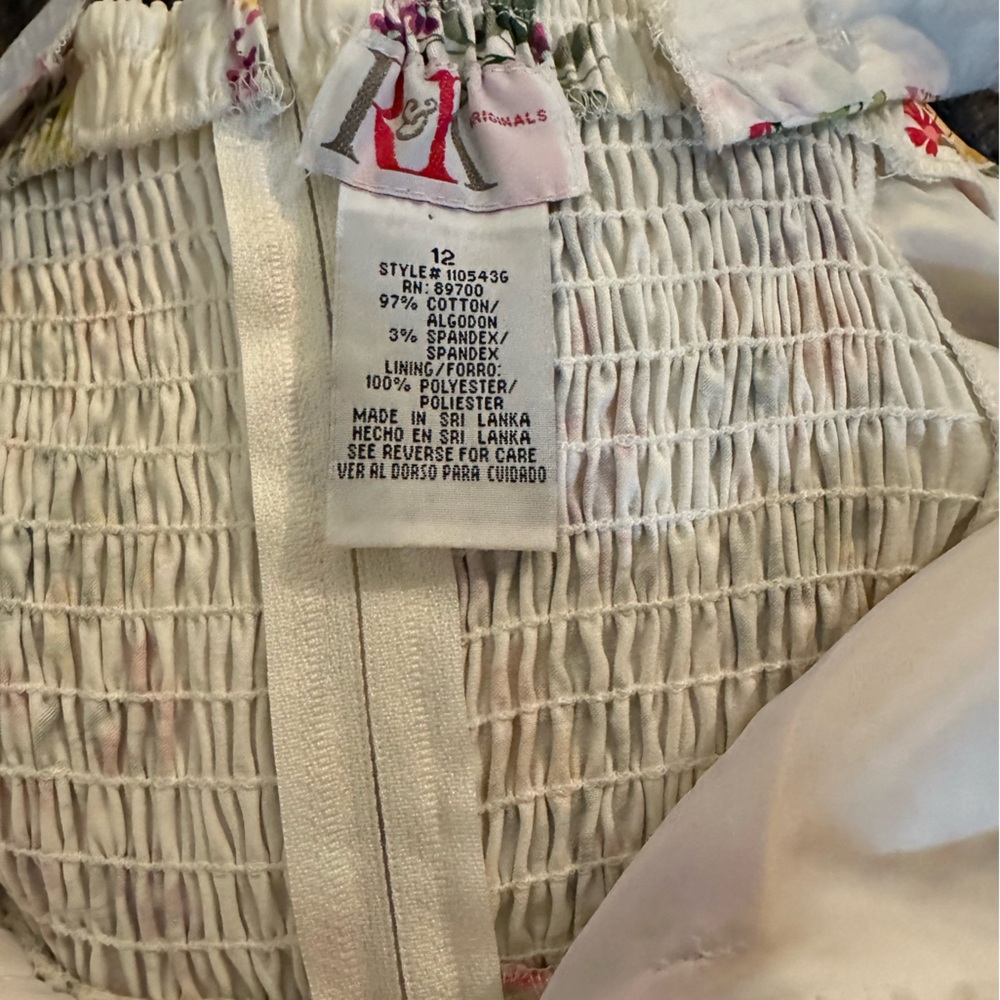 12
STYLE# 110543G
RN: 89700
97% COTTON/
ALGODON
3% SPANDEX/
SPANDEX
LINING/FORRO:
100% POLYESTER/
POLIESTER
MADE IN SRI LANKA
HECHO EN SRI LANKA
SEE REVERSE FOR CARE
VER AL DORSO PARA CUIDADO